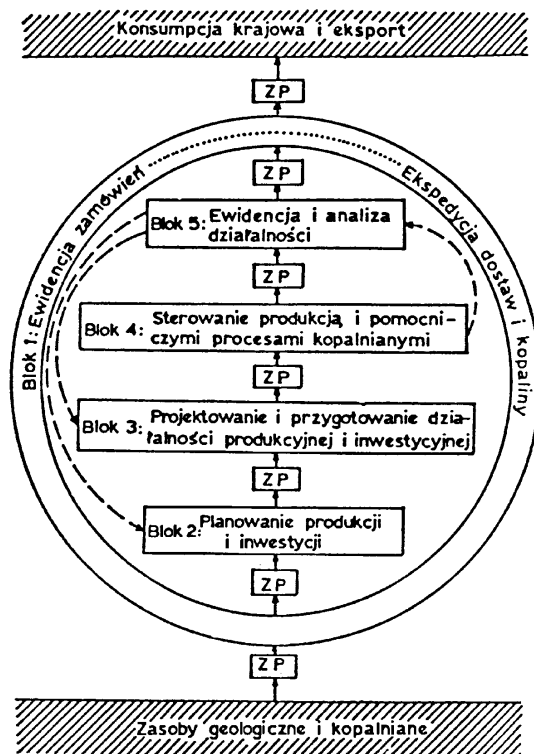 Konsumpcja krajowa i eksport
ZP
Blok 1: Ewidencja zamówień
Ekspedycja dostaw i kopaliny
ZP
Blok 5: Ewidencja i analiza
działalności
ZP
Blok 4: Sterowanie produkcją i pomocni-
czymi procesami kopalnianymi
ZP
Blok 3: Projektowanie i przygotowanie dzia-
łalności produkcyjnej i inwestycyjnej
ZP
Blok 2: Planowanie produkcji
i inwestycji
ZP
ZP
Zasoby geologiczne i kopalniane